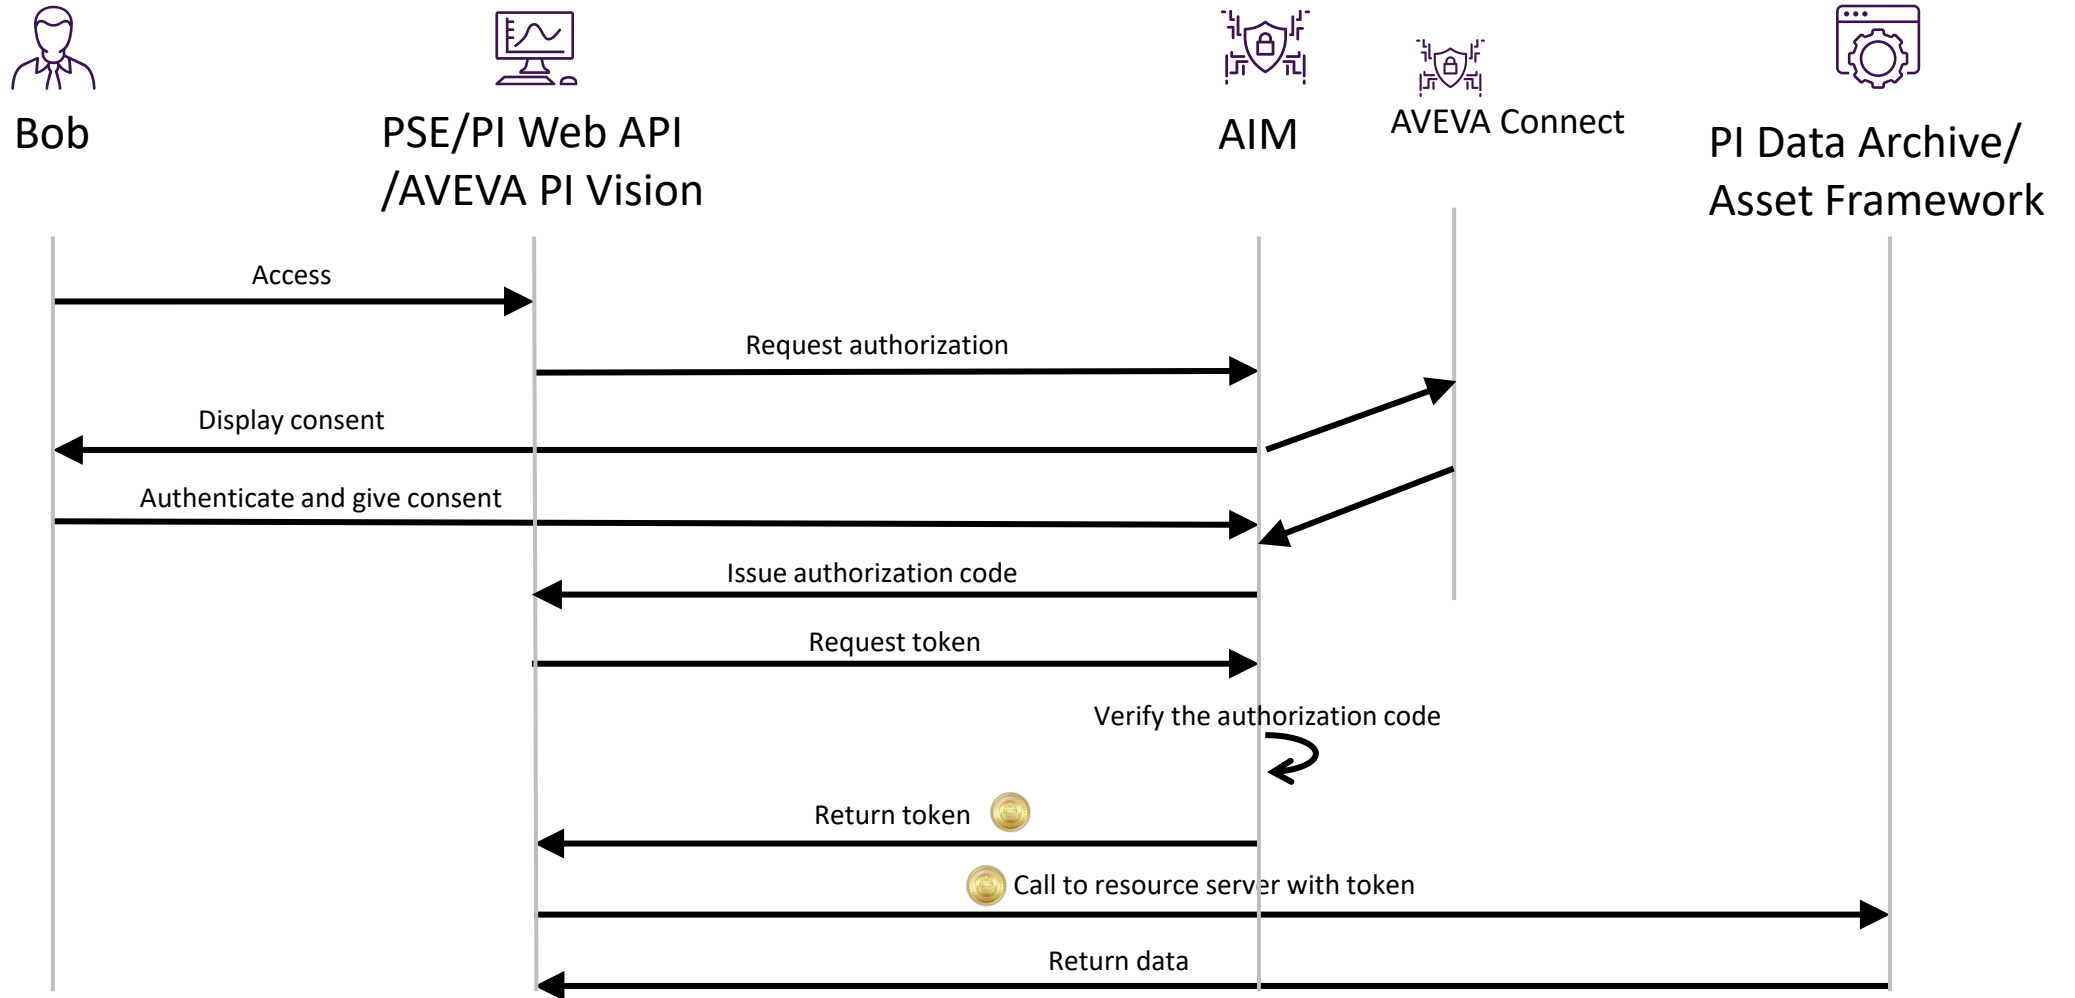 Bob
PSE/PI Web API
/AVEVA PI Vision
AIM
AVEVA Connect
PI Data Archive/
Asset Framework
Access
Request authorization
Display consent
Authenticate and give consent
Issue authorization code
Request token
Verify the authorization code
Return token
Call to resource server with token
Return data